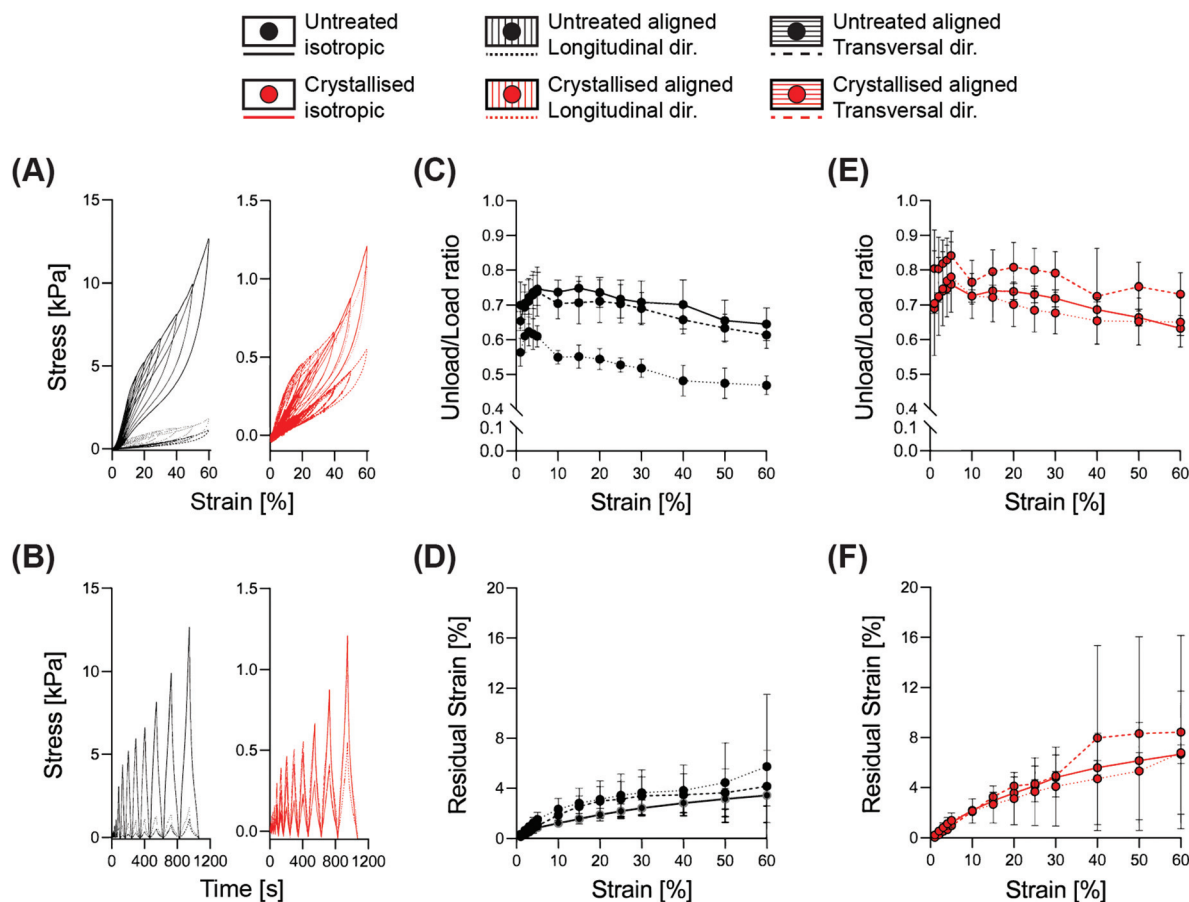 Untreated
isotropic
Untreated aligned
Longitudinal dir.
Untreated aligned
Transversal dir.
Crystallised
isotropic
Crystallised aligned
Longitudinal dir.
Crystallised aligned
Transversal dir.
(A)
15
10
5
0
Stress [kPa]
0 20 40 60
1.5
1.0
0.5
0.0
0 20 40 60
Strain [%]
(C)
1.0
0.9
0.8
0.7
0.6
0.5
0.4
0.1
0.0
Unload/Load ratio
0 10 20 30 40 50 60
Strain [%]
(E)
1.0
0.9
0.8
0.7
0.6
0.5
0.4
0.1
0.0
Unload/Load ratio
0 10 20 30 40 50 60
Strain [%]
(B)
15
10
5
0
Stress [kPa]
0 400 800 1200
1.5
1.0
0.5
0.0
0 400 800 1200
Time [s]
(D)
20
16
12
8
4
0
Residual Strain [%]
0 10 20 30 40 50 60
Strain [%]
(F)
20
16
12
8
4
0
Residual Strain [%]
0 10 20 30 40 50 60
Strain [%]